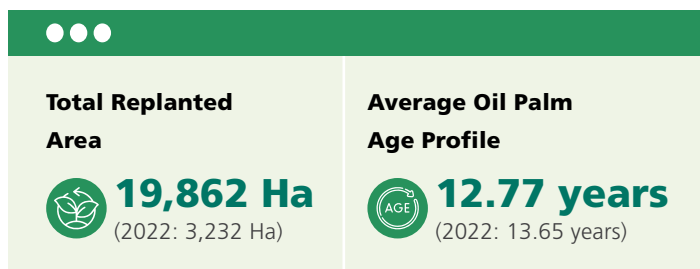 Total Replanted
Area
19,862 Ha
(2022: 3,232 Ha)
Average Oil Palm
Age Profile
AGE
12.77 years
(2022: 13.65 years)